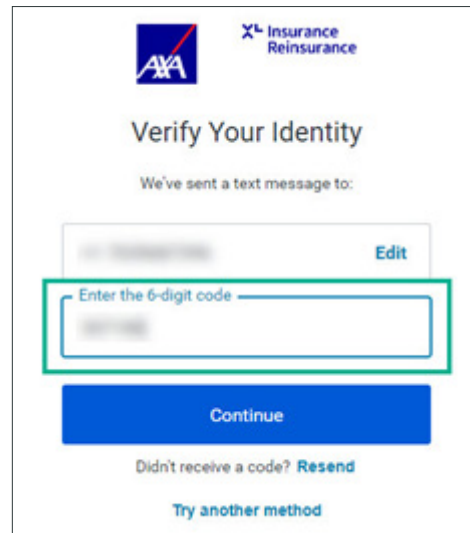 AXA
XL Insurance
Reinsurance
Verify Your Identity
We've sent a text message to:
Edit
Enter the 6-digit code
Continue
Didn't receive a code? Resend
Try another method